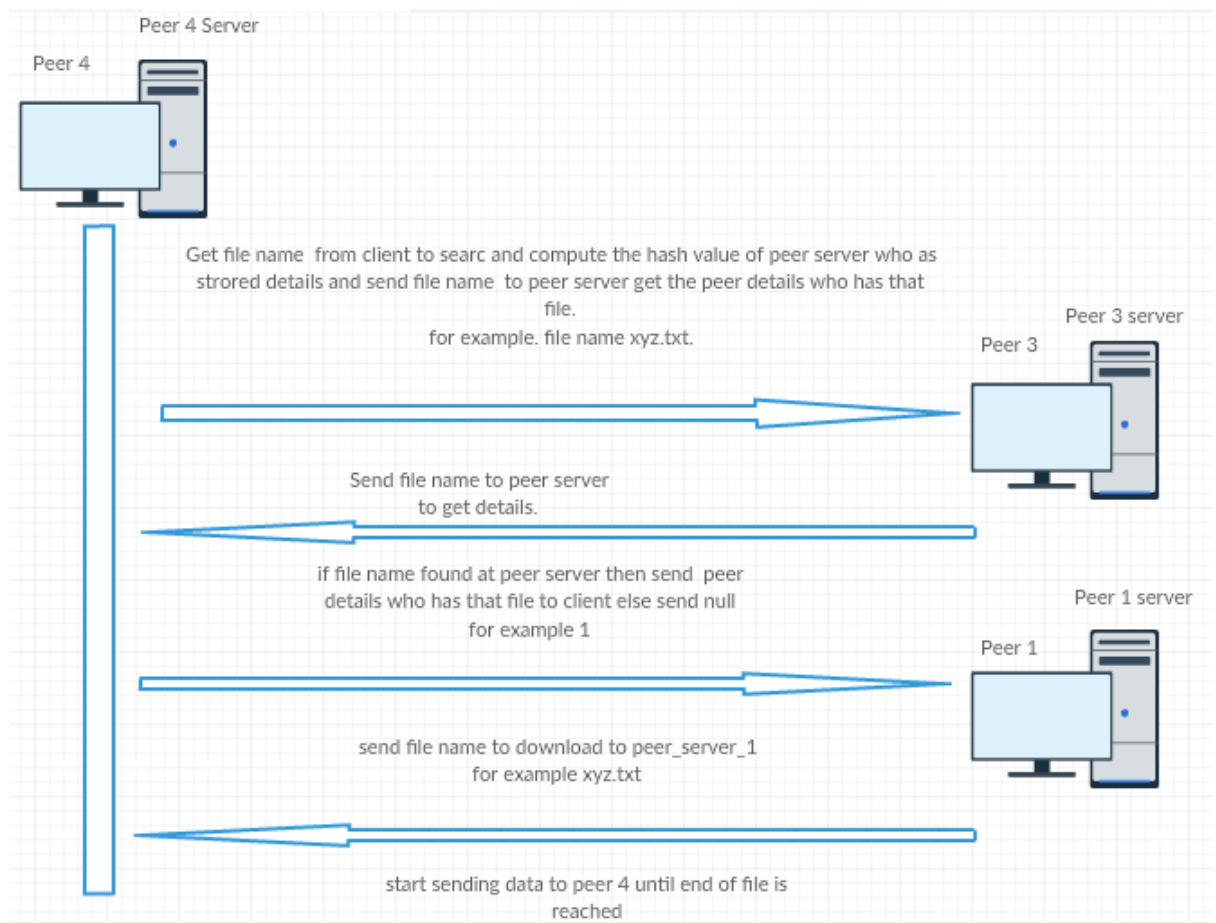 Peer 4 Server
Peer 4
Get file name  from client to searc and compute the hash value of peer server who as
strored details and send file name  to peer server get the peer details who has that
file.
for example. file name xyz.txt.
Peer 3 server
Peer 3
Send file name to peer server
to get details.
if file name found at peer server then send  peer
details who has that file to client else send null
for example 1
Peer 1 server
Peer 1
send file name to download to peer_server_1
for example xyz.txt
start sending data to peer 4 until end of file is
reached